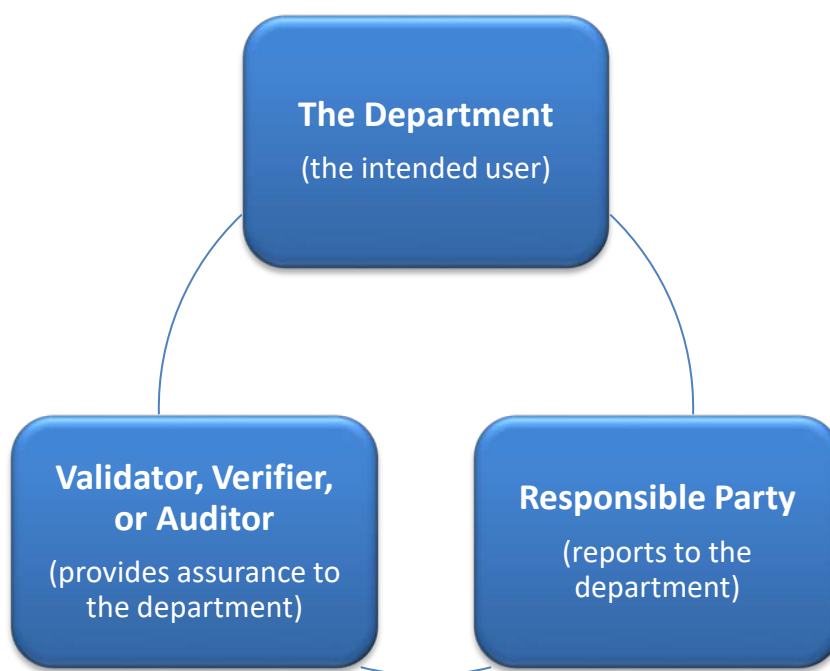 The Department
(the intended user)
Validator, Verifier,
or Auditor
(provides assurance to
the department)
Responsible Party
(reports to the
department)